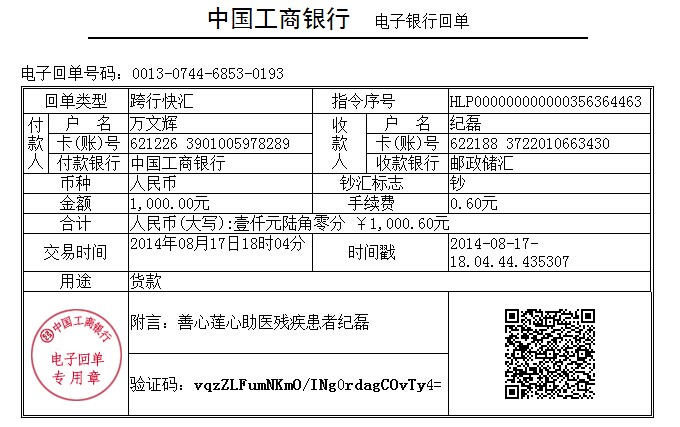 中国工商银行 电子银行回单
电子回单号码：0013-0744-6853-0193
回单类型 跨行快汇 指令序号 HLP000000000000356364463
付款人 户 名 万文辉 收款人 户 名 纪磊
卡(账)号 621226 3901005978289 卡(账)号 622188 3722010663430
付款银行 中国工商银行 收款银行 邮政储汇
币种 人民币 钞汇标志 钞
金额 1,000.00元 手续费 0.60元
合计 人民币(大写):壹仟元陆角零分 ￥1,000.60元
交易时间 2014年08月17日18时04分 时间戳 2014-08-17-
18.04.44.435307
用途 货款
中国工商银行
电子回单
专用章
附言：善心莲心助医残疾患者纪磊
验证码：vqzZLFumNKmO/INg0rdagCOvTy4=